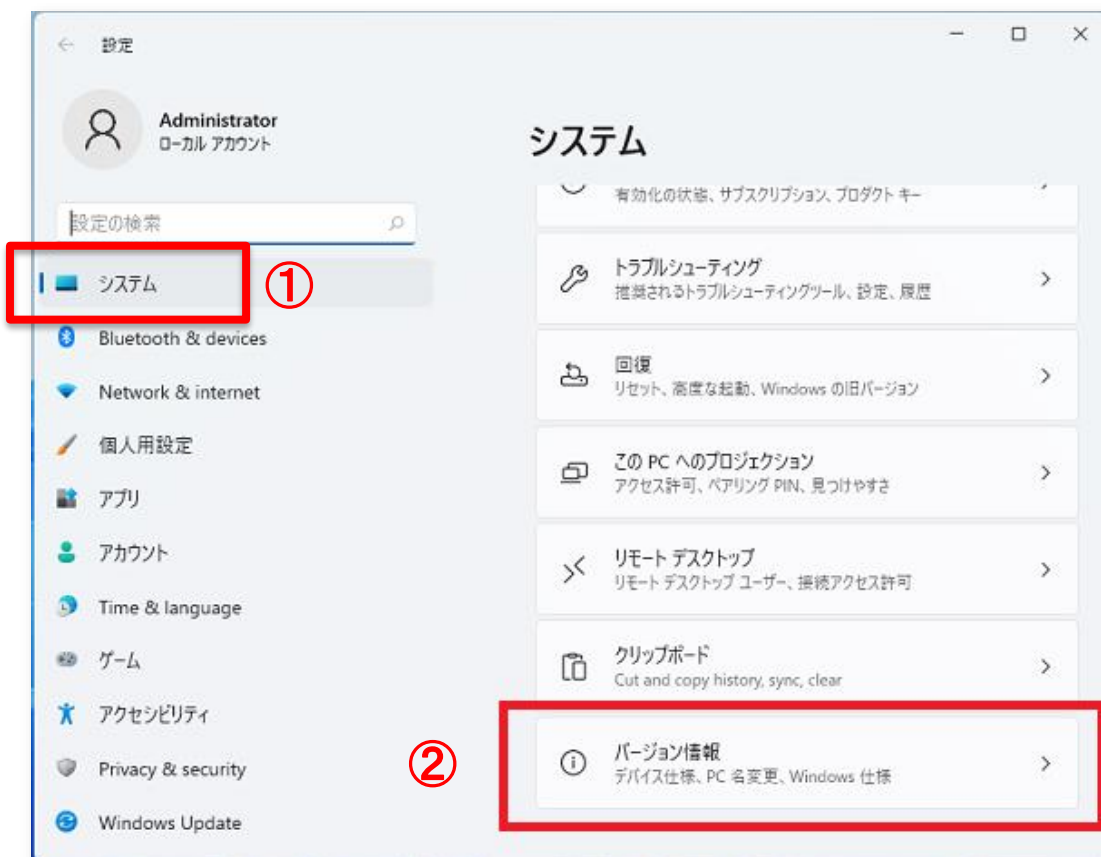 設定
Administrator
ローカル アカウント
設定の検索
システム
①
Bluetooth & devices
Network & internet
個人用設定
アプリ
アカウント
Time & language
ゲーム
アクセシビリティ
Privacy & security
Windows Update
システム
有効化の状態、サブスクリプション、プロダクト キー
トラブルシューティング
推奨されるトラブルシューティングツール、設定、履歴
回復
リセット、高度な起動、Windows の旧バージョン
この PC へのプロジェクション
アクセス許可、ペアリング PIN、見つけやすさ
リモート デスクトップ
リモート デスクトップ ユーザー、接続アクセス許可
クリップボード
Cut and copy history, sync, clear
②
バージョン情報
デバイス仕様、PC 名変更、Windows 仕様